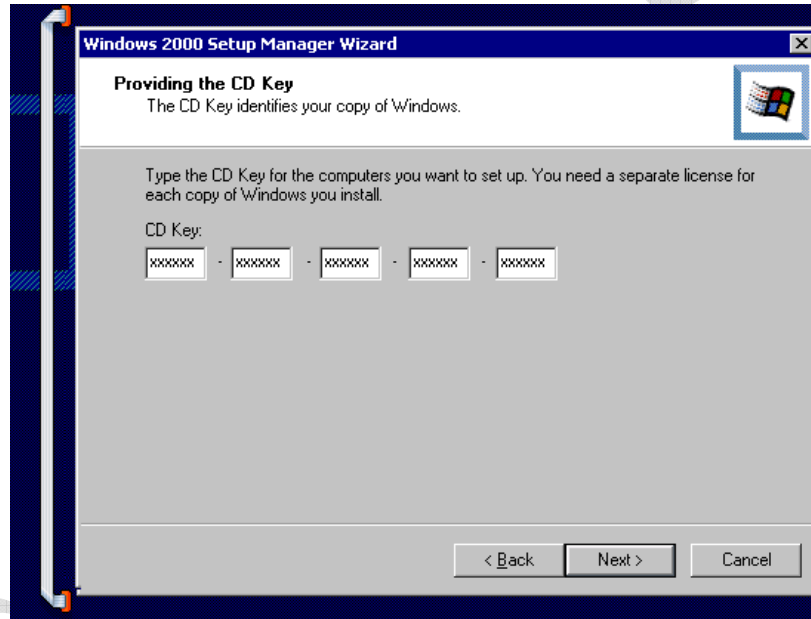 Windows 2000 Setup Manager Wizard
Providing the CD Key
The CD Key identifies your copy of Windows.
Type the CD Key for the computers you want to set up. You need a separate license for
each copy of Windows you install.
CD Key:
xxxxxx - xxxxxx - xxxxxx - xxxxxx - xxxxxx
< Back Next > Cancel